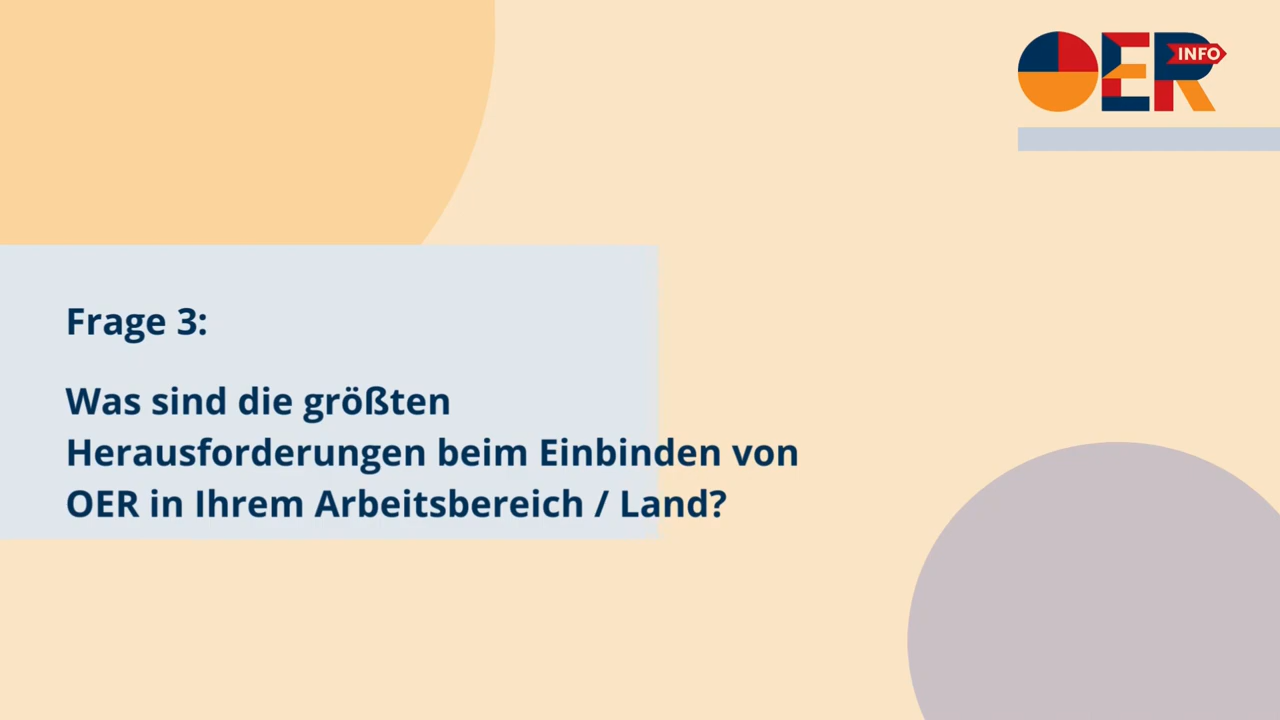 OER
INFO
Frage 3:
Was sind die größten
Herausforderungen beim Einbinden von
OER in Ihrem Arbeitsbereich / Land?